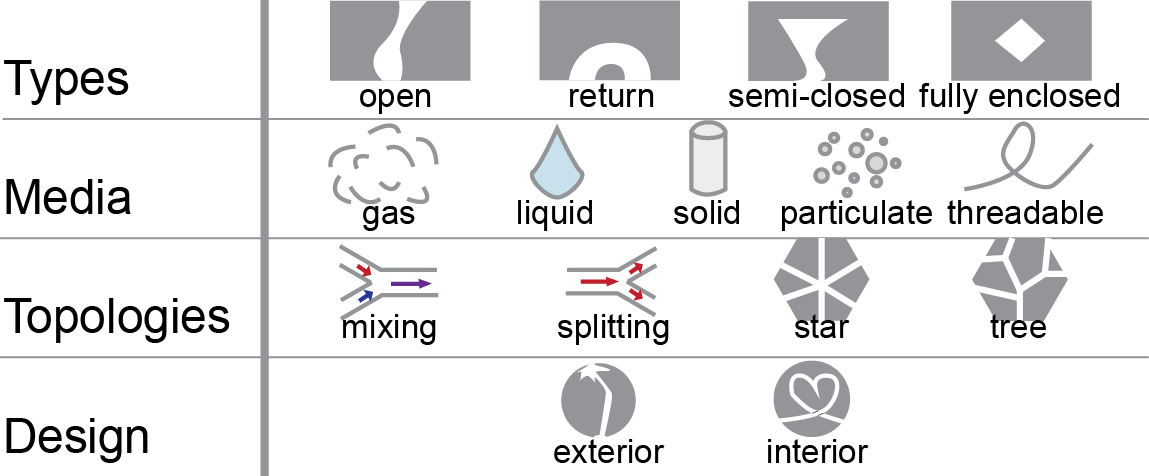 Types
open return semi-closed fully enclosed
Media
gas liquid solid particulate threadable
Topologies
mixing splitting star tree
Design
exterior interior